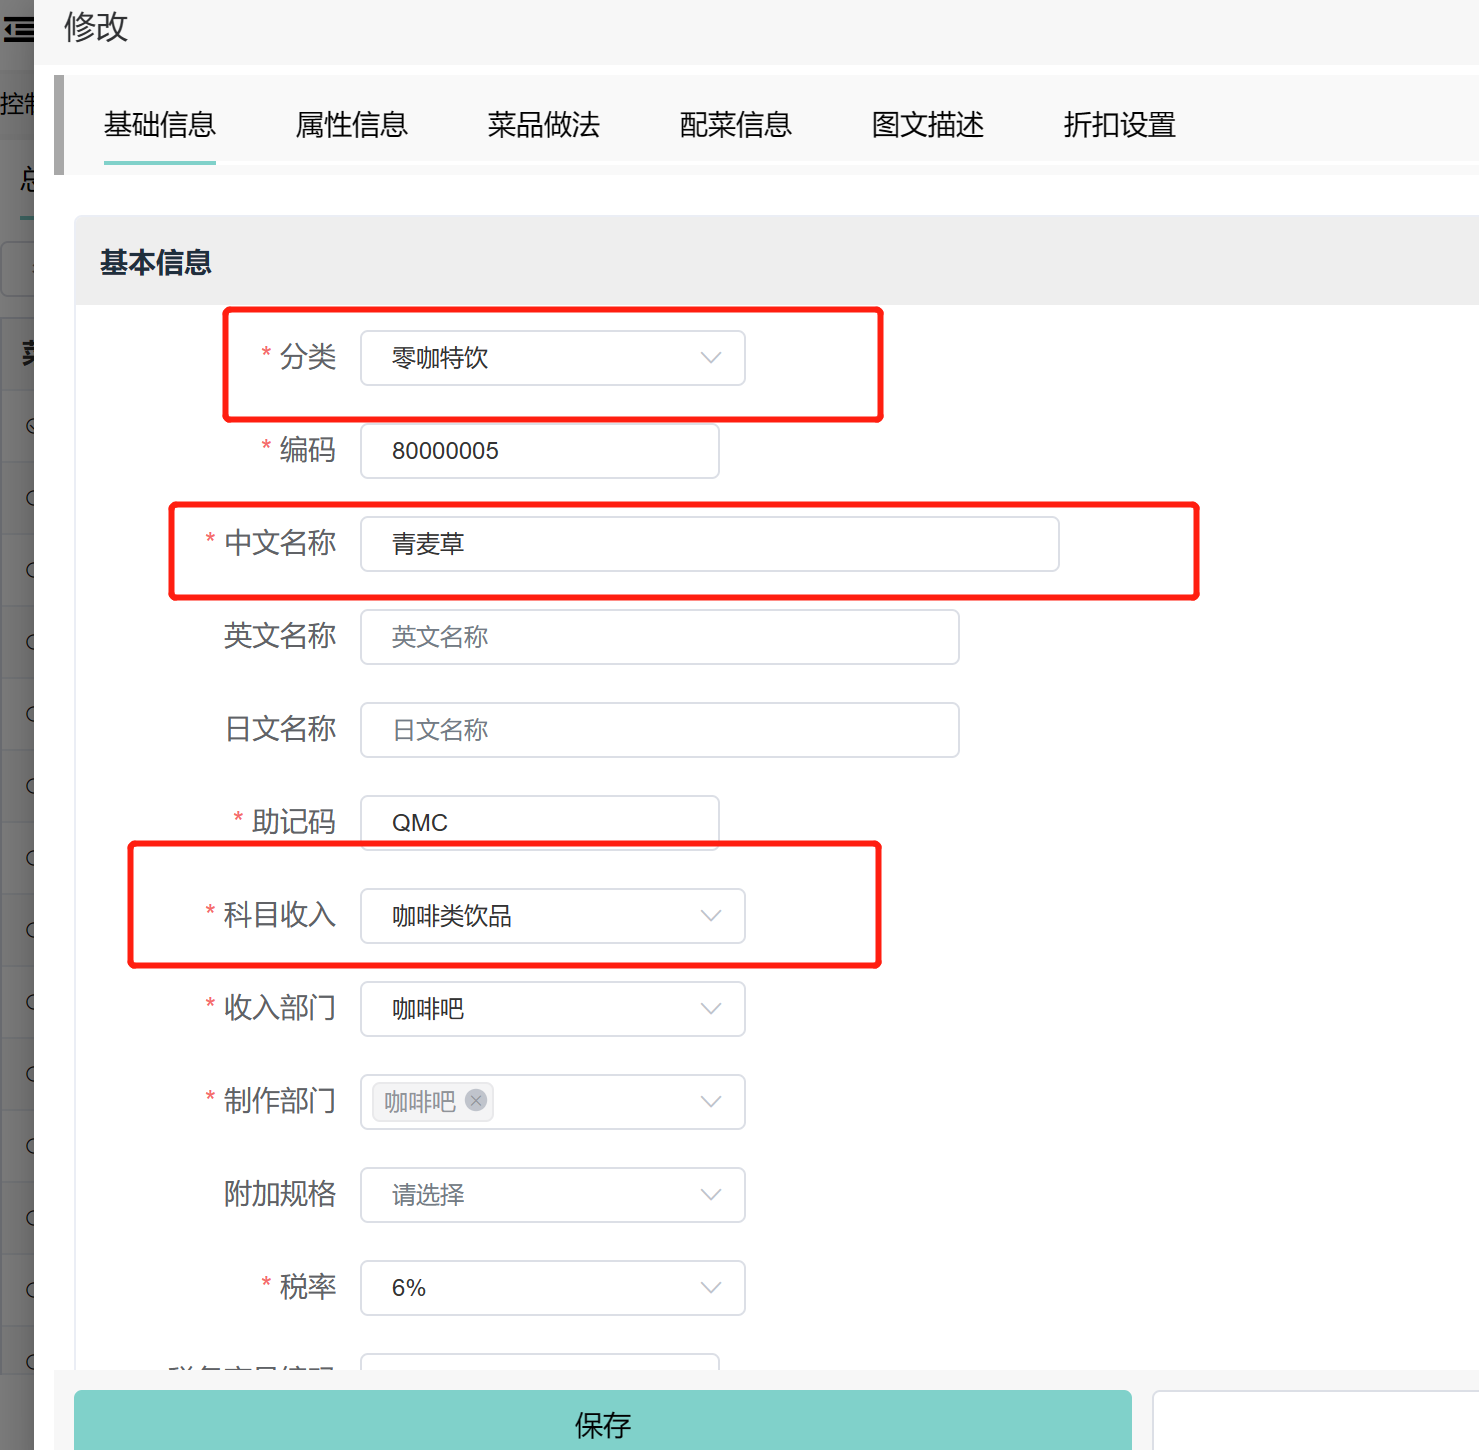 修改
基础信息 属性信息 菜品做法 配菜信息 图文描述 折扣设置
基本信息
* 分类 零咖特饮
* 编码 80000005
* 中文名称 青麦草
英文名称 英文名称
日文名称 日文名称
* 助记码 QMC
* 科目收入 咖啡类饮品
* 收入部门 咖啡吧
* 制作部门 咖啡吧
附加规格 请选择
* 税率 6%
保存